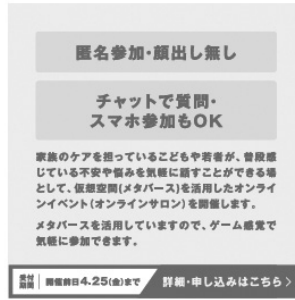 匿名参加・顔出し無し
チャットで質問・
スマホ参加もOK
家族のケアを担っているこどもや若者が、普段感
じている不安や悩みを気軽に話すことができる場
として、仮想空間(メタバース)を活用したオンライ
ンイベント(オンラインサロン)を開催します。
メタバースを活用していますので、ゲーム感覚で
気軽に参加できます。
受付
期間
開催前日4.25(金)まで
詳細・申し込みはこちら＞